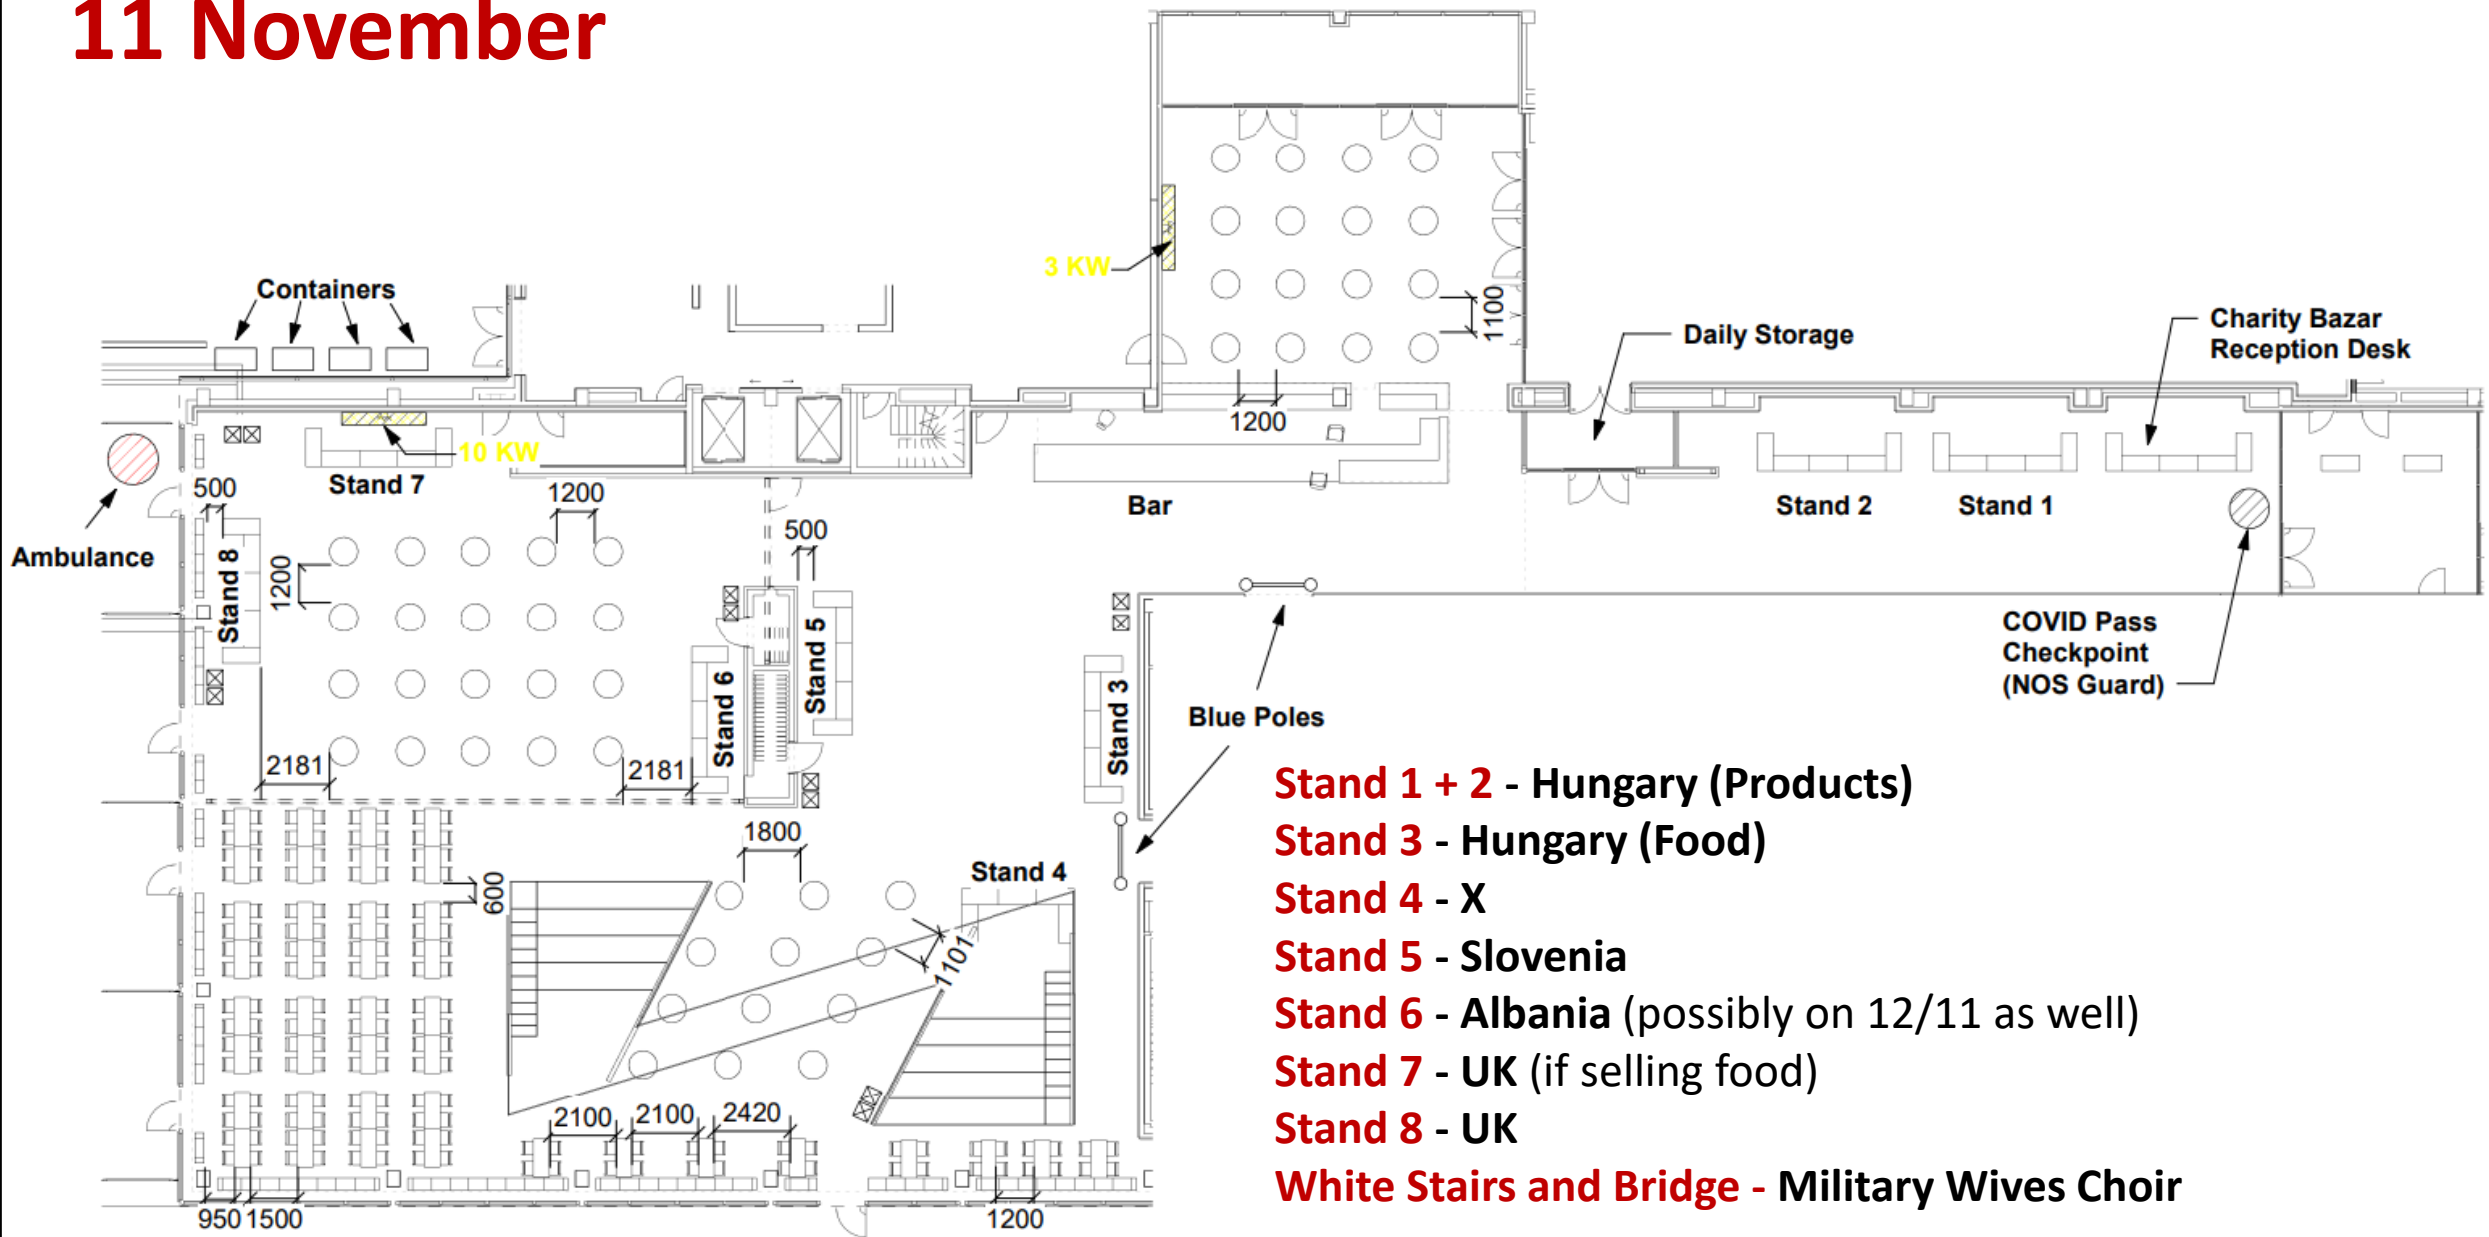 11 November
Containers
3 KW
1100
Daily Storage
Charity Bazar
Reception Desk
1200
10 KW
Stand 7
500
1200
Bar
Stand 2
Stand 1
Ambulance
Stand 8
1200
500
Stand 5
Stand 6
Stand 3
Blue Poles
COVID Pass
Checkpoint
(NOS Guard)
2181
2181
1800
600
Stand 4
1101
2100
2100
2420
950
1500
1200
Stand 1 + 2 - Hungary (Products)
Stand 3 - Hungary (Food)
Stand 4 - X
Stand 5 - Slovenia
Stand 6 - Albania (possibly on 12/11 as well)
Stand 7 - UK (if selling food)
Stand 8 - UK
White Stairs and Bridge - Military Wives Choir